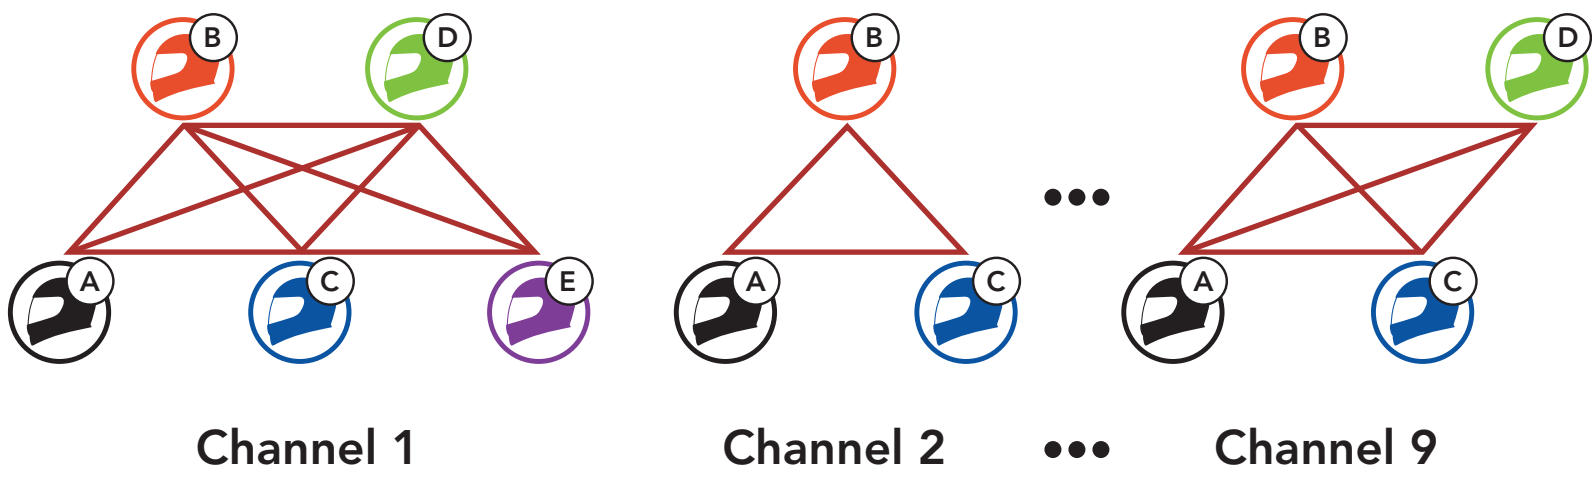 B D B B D
A C E A C A C
Channel 1 Channel 2 ••• Channel 9